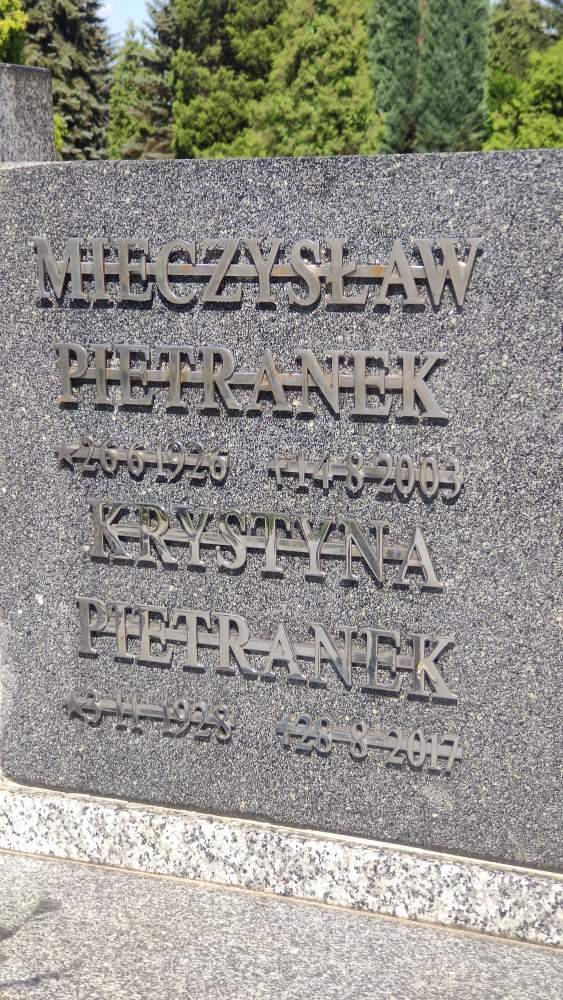 MIECZYSŁAW
PIETRANEK
*26 6 1926 †14 8 2003
KRYSTYNA
PIETRANEK
*3 11 1928 †28 8 2017